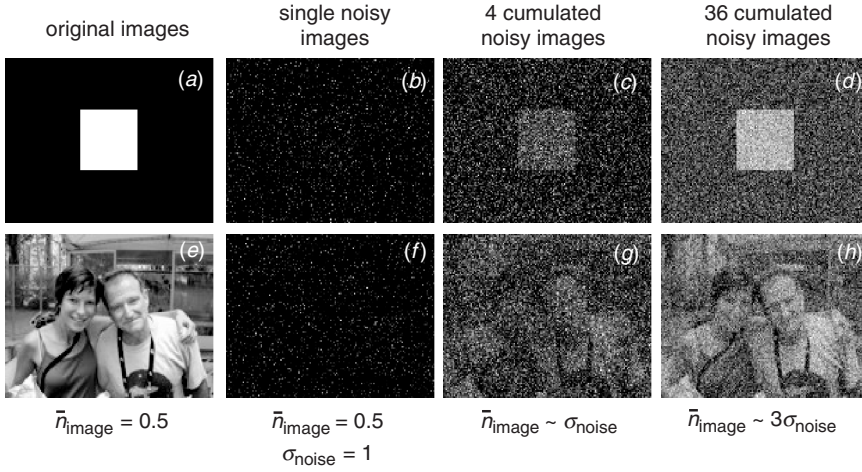 original images
single noisy
images
4 cumulated
noisy images
36 cumulated
noisy images
(a)
(b)
(c)
(d)
(e)
(f)
(g)
(h)
n̄image = 0.5
n̄image = 0.5
σnoise = 1
n̄image ~ σnoise
n̄image ~ 3σnoise